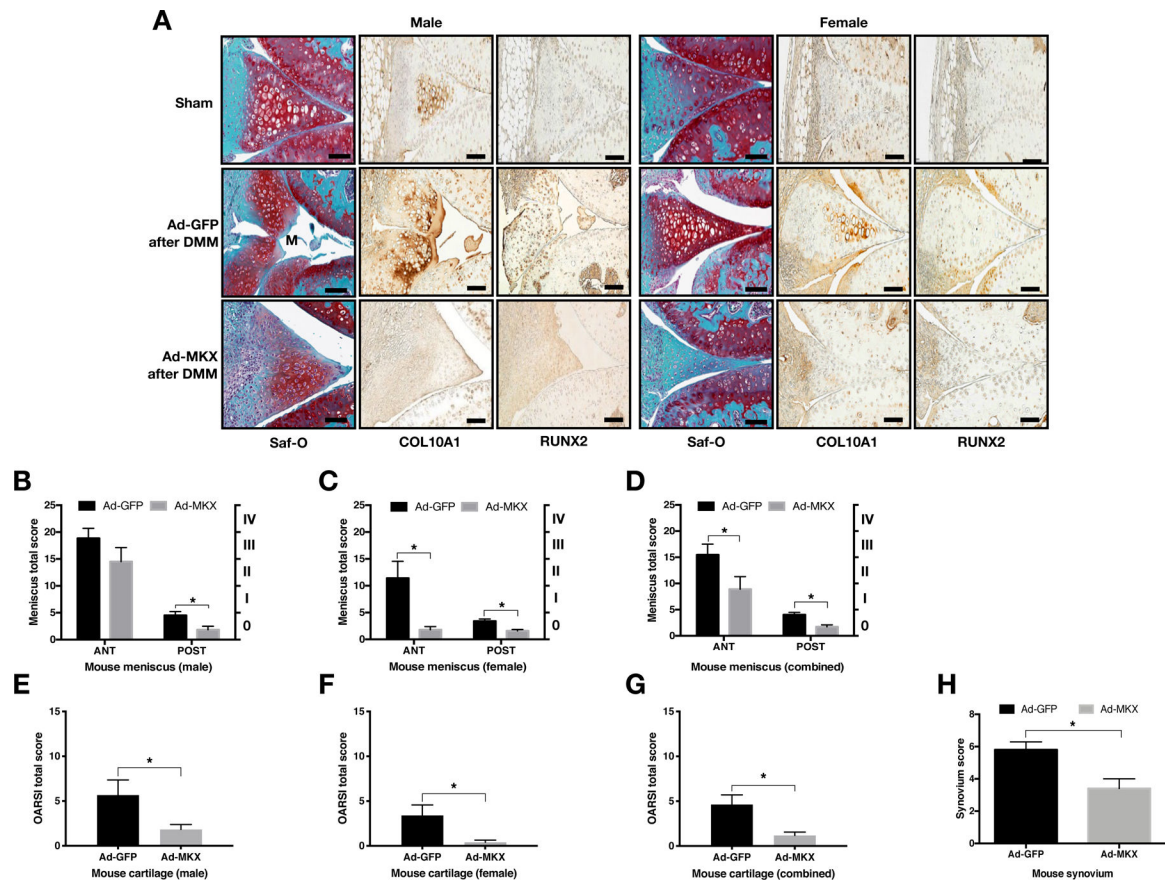 A
Male
Female
Sham
Ad-GFP
after DMM
M
Ad-MKX
after DMM
Saf-O
COL10A1
RUNX2
Saf-O
COL10A1
RUNX2
B
Ad-GFP
Ad-MKX
Meniscus total score
25
20
15
10
5
0
IV
III
II
I
0
*
ANT
POST
Mouse meniscus (male)
C
Ad-GFP
Ad-MKX
Meniscus total score
25
20
15
10
5
0
IV
III
II
I
0
*
*
ANT
POST
Mouse meniscus (female)
D
Ad-GFP
Ad-MKX
Meniscus total score
25
20
15
10
5
0
IV
III
II
I
0
*
*
ANT
POST
Mouse meniscus (combined)
E
OARSI total score
15
10
5
0
*
Ad-GFP
Ad-MKX
Mouse cartilage (male)
F
OARSI total score
15
10
5
0
*
Ad-GFP
Ad-MKX
Mouse cartilage (female)
G
OARSI total score
15
10
5
0
*
Ad-GFP
Ad-MKX
Mouse cartilage (combined)
H
Ad-GFP
Ad-MKX
Synovium score
8
6
4
2
0
*
Ad-GFP
Ad-MKX
Mouse synovium